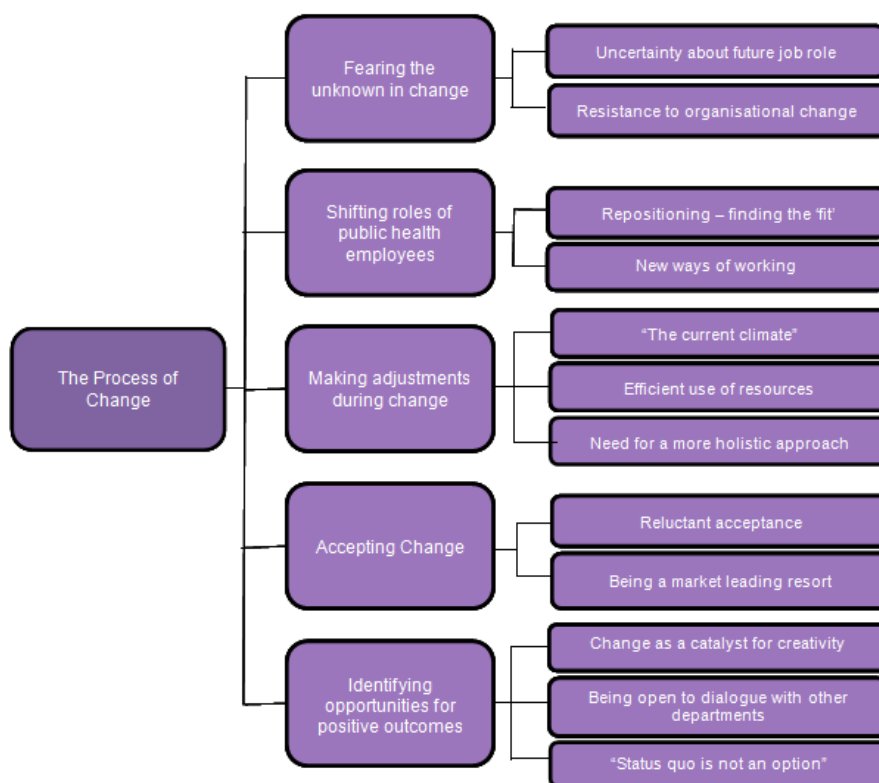 The Process of
Change
Fearing the
unknown in change
Uncertainty about future job role
Resistance to organisational change
Shifting roles of
public health
employees
Repositioning – finding the ‘fit’
New ways of working
Making adjustments
during change
“The current climate”
Efficient use of resources
Need for a more holistic approach
Accepting Change
Reluctant acceptance
Being a market leading resort
Identifying
opportunities for
positive outcomes
Change as a catalyst for creativity
Being open to dialogue with other
departments
“Status quo is not an option”